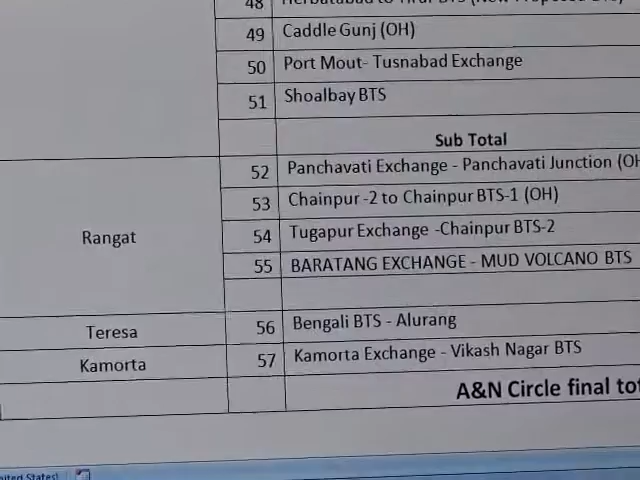 48
49 Caddle Gunj (OH)
50 Port Mout- Tusnabad Exchange
51 Shoalbay BTS
Sub Total
52 Panchavati Exchange - Panchavati Junction (OH
53 Chainpur -2 to Chainpur BTS-1 (OH)
Rangat
54 Tugapur Exchange -Chainpur BTS-2
55 BARATANG EXCHANGE - MUD VOLCANO BTS
Teresa 56 Bengali BTS - Alurang
Kamorta 57 Kamorta Exchange - Vikash Nagar BTS
A&N Circle final tot